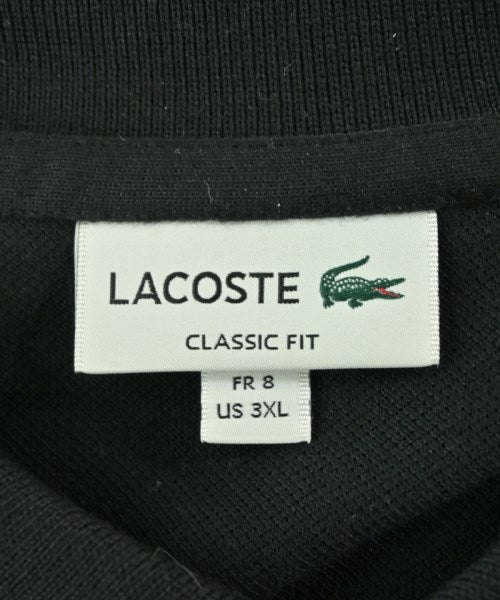 LACOSTE
CLASSIC FIT
FR 8
US 3XL